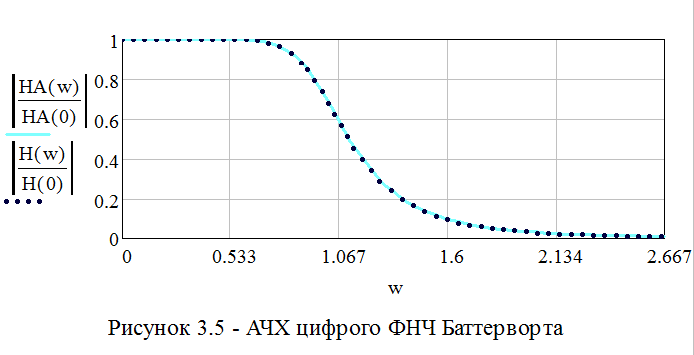 1
0.8
0.6
0.4
0.2
0
HA(w)
HA(0)
H(w)
H(0)
0 0.533 1.067 1.6 2.134 2.667
w
Рисунок 3.5 - АЧХ цифрого ФНЧ Баттерворта